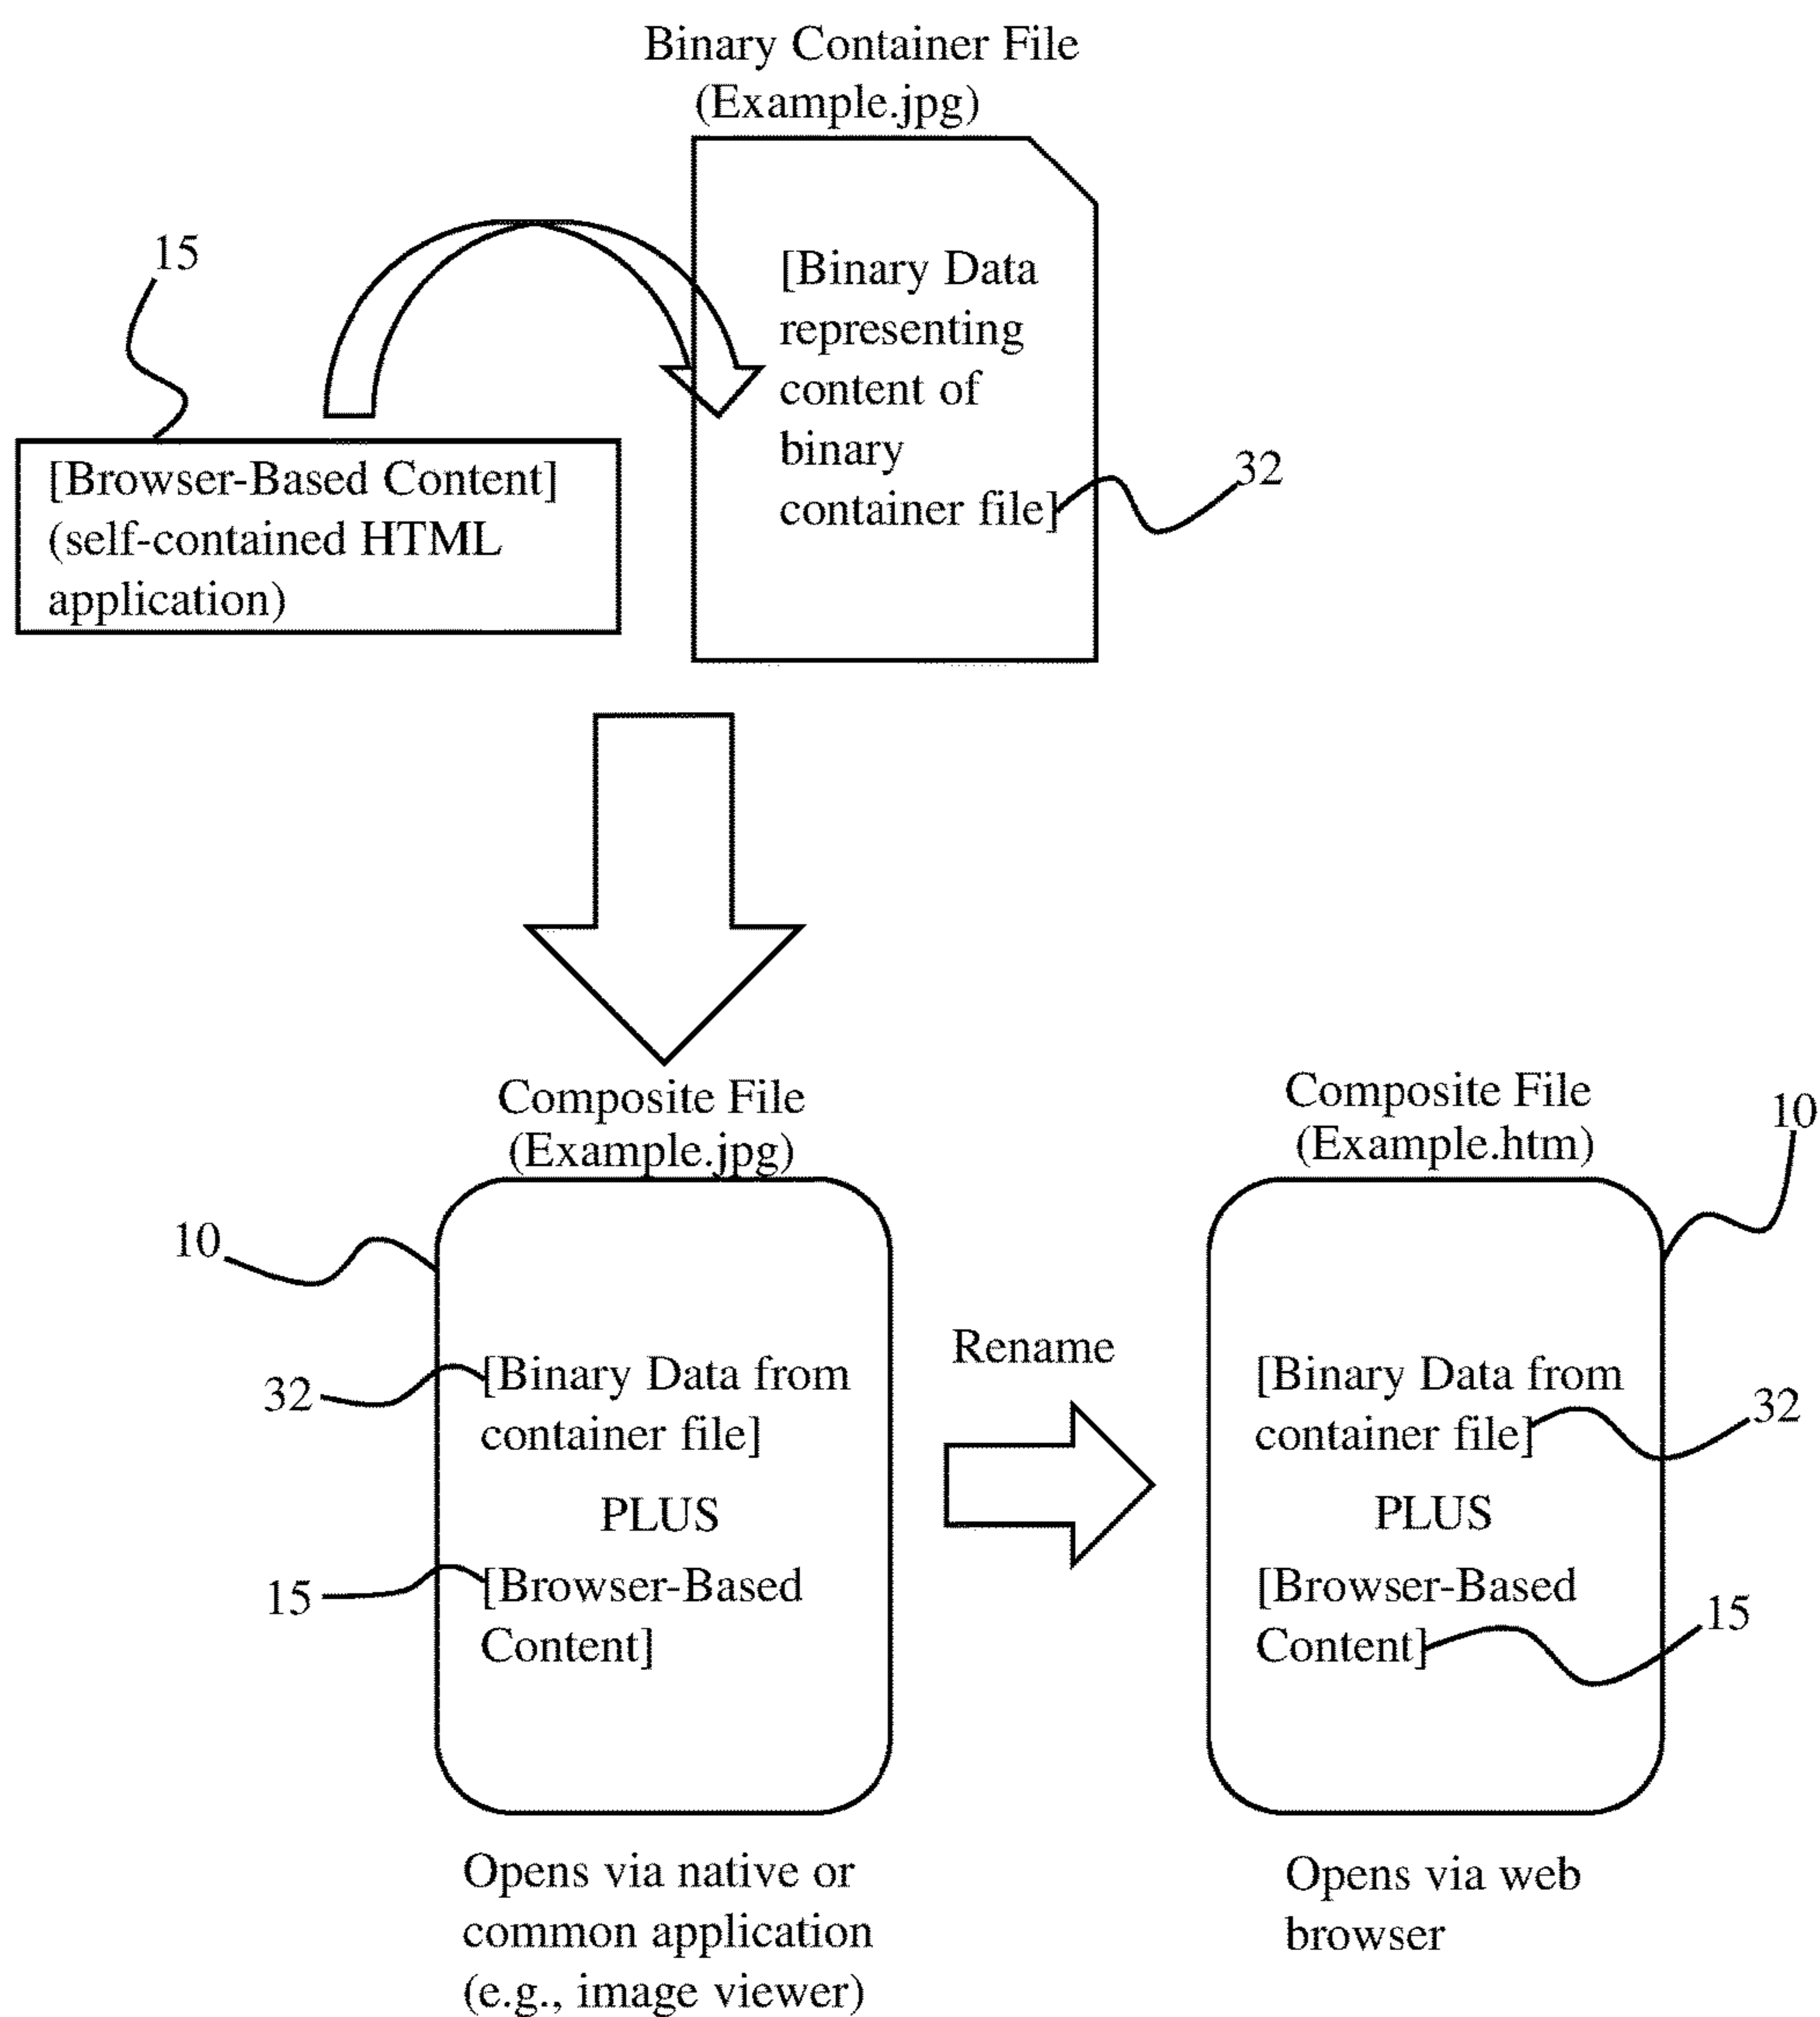 Binary Container File
(Example.jpg)
15
[Binary Data
representing
content of
binary
container file]
32
[Browser-Based Content]
(self-contained HTML
application)
Composite File
(Example.jpg)
10
32
[Binary Data from
container file]
PLUS
15
[Browser-Based
Content]
Opens via native or
common application
(e.g., image viewer)
Rename
Composite File
(Example.htm)
10
[Binary Data from
container file]
32
PLUS
[Browser-Based
Content]
15
Opens via web
browser